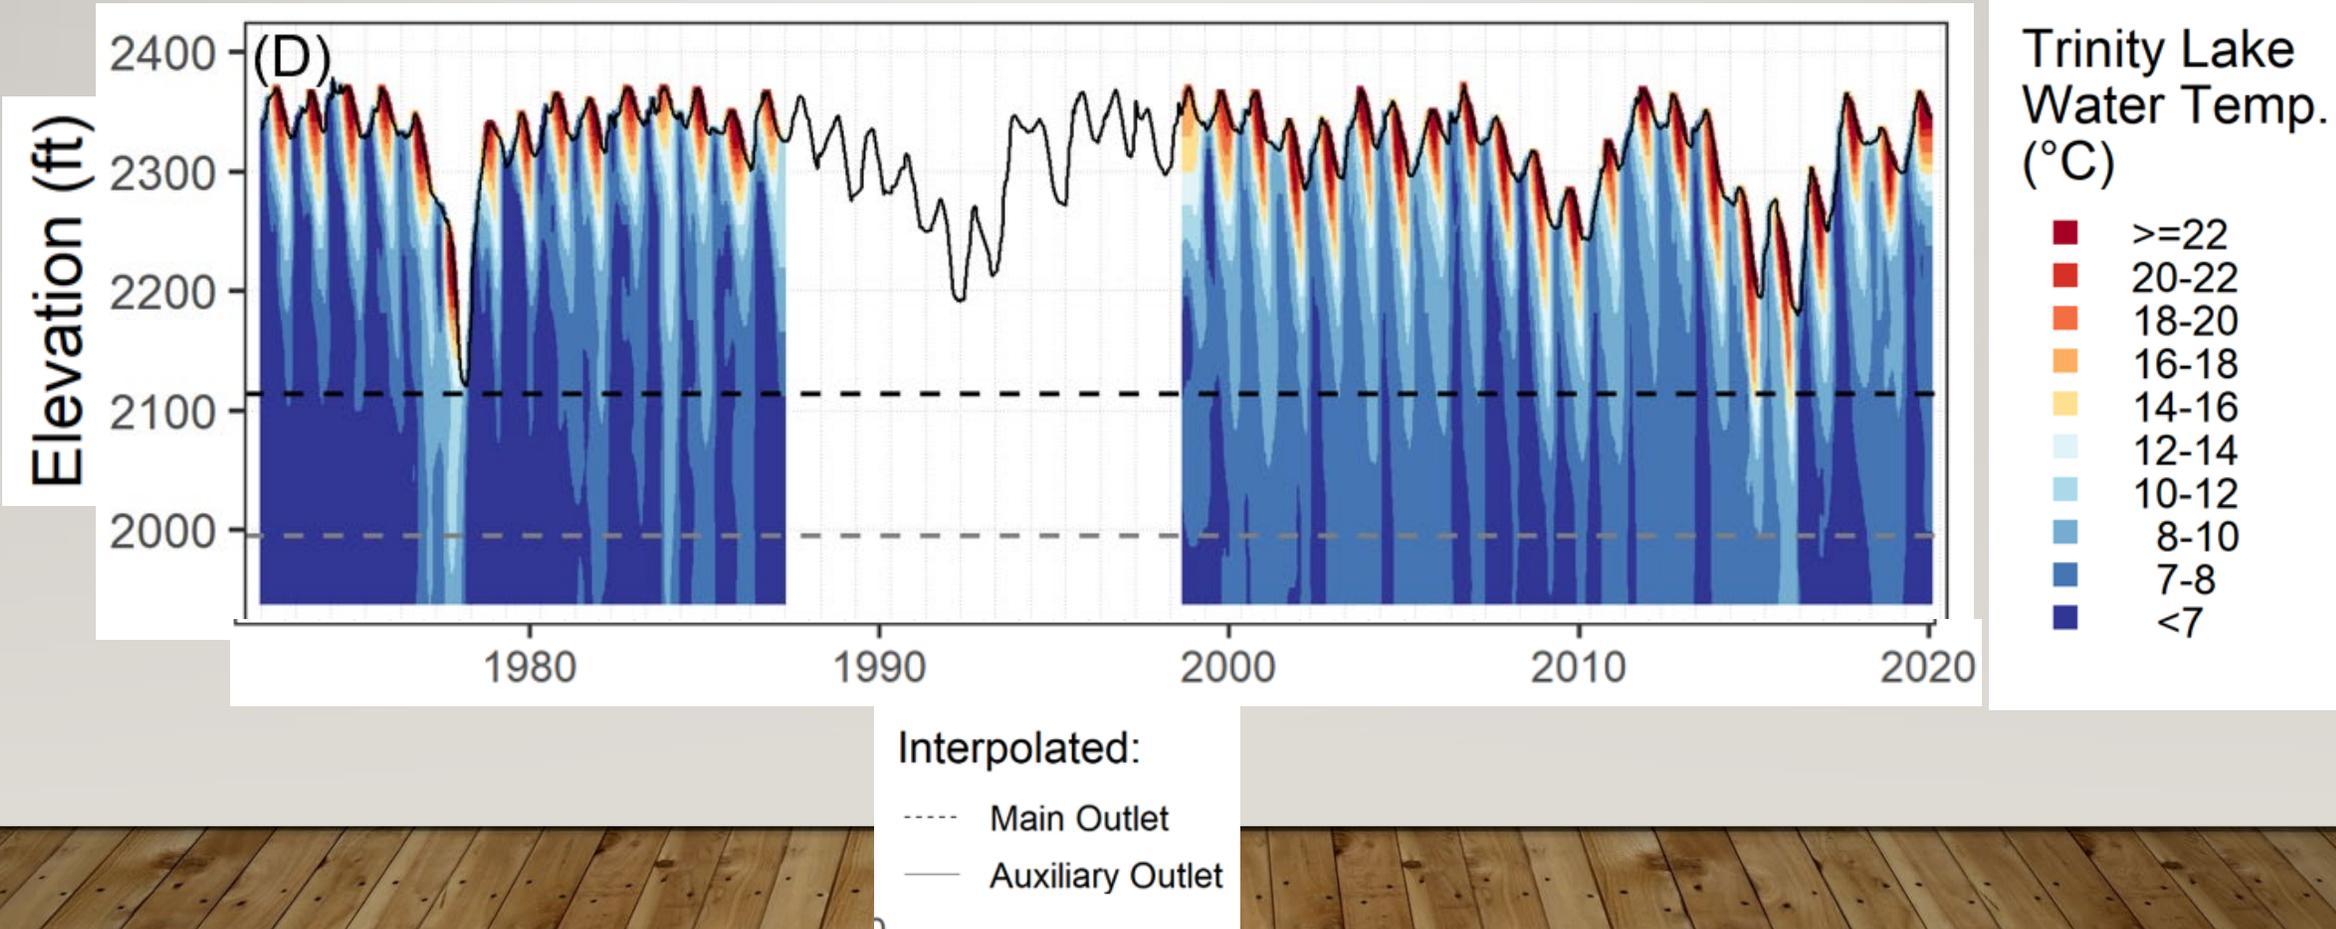 (D)
Elevation (ft)
2400
2300
2200
2100
2000
1980
1990
2000
2010
2020
Trinity Lake
Water Temp.
(°C)
>=22
20-22
18-20
16-18
14-16
12-14
10-12
8-10
7-8
<7
Interpolated:
Main Outlet
Auxiliary Outlet